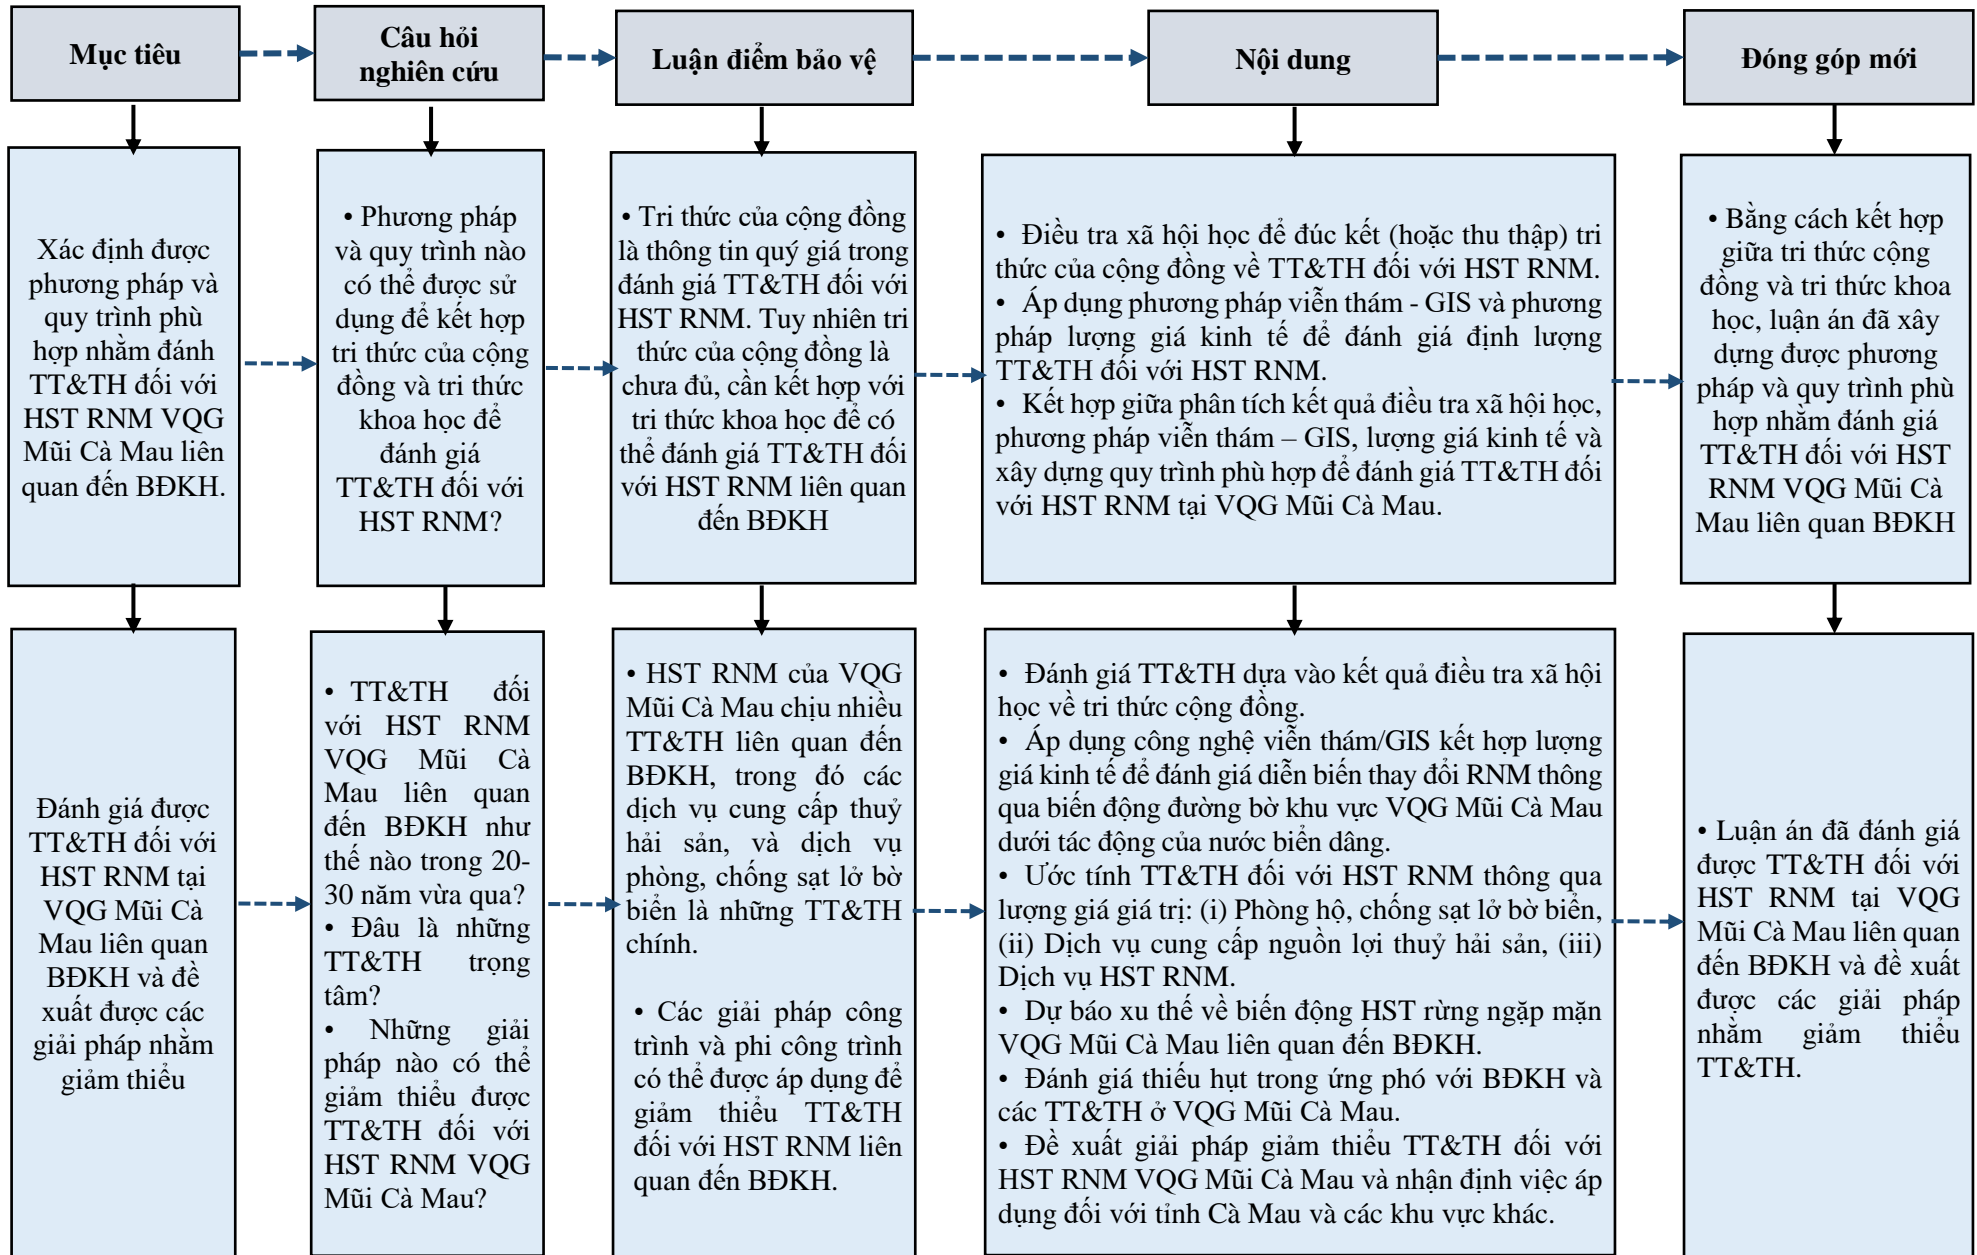 Mục tiêu
Câu hỏi
nghiên cứu
Luận điểm bảo vệ
Nội dung
Đóng góp mới
Xác định được
phương pháp và
quy trình phù
hợp nhằm đánh
TT&TH đối với
HST RNM VQG
Mũi Cà Mau liên
quan đến BĐKH.
• Phương pháp
và quy trình nào
có thể được sử
dụng để kết hợp
tri thức của cộng
đồng và tri thức
khoa học để
đánh giá
TT&TH đối với
HST RNM?
• Tri thức của cộng đồng
là thông tin quý giá trong
đánh giá TT&TH đối với
HST RNM. Tuy nhiên tri
thức của cộng đồng là
chưa đủ, cần kết hợp với
tri thức khoa học để có
thể đánh giá TT&TH đối
với HST RNM liên quan
đến BĐKH
• Điều tra xã hội học để đúc kết (hoặc thu thập) tri
thức của cộng đồng về TT&TH đối với HST RNM.
• Áp dụng phương pháp viễn thám - GIS và phương
pháp lượng giá kinh tế để đánh giá định lượng
TT&TH đối với HST RNM.
• Kết hợp giữa phân tích kết quả điều tra xã hội học,
phương pháp viễn thám – GIS, lượng giá kinh tế và
xây dựng quy trình phù hợp để đánh giá TT&TH đối
với HST RNM tại VQG Mũi Cà Mau.
• Bằng cách kết hợp
giữa tri thức cộng
đồng và tri thức khoa
học, luận án đã xây
dựng được phương
pháp và quy trình phù
hợp nhằm đánh giá
TT&TH đối với HST
RNM VQG Mũi Cà
Mau liên quan BĐKH
Đánh giá được
TT&TH đối với
HST RNM tại
VQG Mũi Cà
Mau liên quan
BĐKH và đề
xuất được các
giải pháp nhằm
giảm thiểu
• TT&TH đối
với HST RNM
VQG Mũi Cà
Mau liên quan
đến BĐKH như
thế nào trong 20-
30 năm vừa qua?
• Đâu là những
TT&TH trọng
tâm?
• Những giải
pháp nào có thể
giảm thiểu được
TT&TH đối với
HST RNM VQG
Mũi Cà Mau?
• HST RNM của VQG
Mũi Cà Mau chịu nhiều
TT&TH liên quan đến
BĐKH, trong đó các
dịch vụ cung cấp thuỷ
hải sản, và dịch vụ
phòng, chống sạt lở bờ
biển là những TT&TH
chính.
• Các giải pháp công
trình và phi công trình
có thể được áp dụng để
giảm thiểu TT&TH
đối với HST RNM liên
quan đến BĐKH.
• Đánh giá TT&TH dựa vào kết quả điều tra xã hội
học về tri thức cộng đồng.
• Áp dụng công nghệ viễn thám/GIS kết hợp lượng
giá kinh tế để đánh giá diễn biến thay đổi RNM thông
qua biến động đường bờ khu vực VQG Mũi Cà Mau
dưới tác động của nước biển dâng.
• Ước tính TT&TH đối với HST RNM thông qua
lượng giá giá trị: (i) Phòng hộ, chống sạt lở bờ biển,
(ii) Dịch vụ cung cấp nguồn lợi thuỷ hải sản, (iii)
Dịch vụ HST RNM.
• Dự báo xu thế về biến động HST rừng ngập mặn
VQG Mũi Cà Mau liên quan đến BĐKH.
• Đánh giá thiếu hụt trong ứng phó với BĐKH và
các TT&TH ở VQG Mũi Cà Mau.
• Đề xuất giải pháp giảm thiểu TT&TH đối với
HST RNM VQG Mũi Cà Mau và nhận định việc áp
dụng đối với tỉnh Cà Mau và các khu vực khác.
• Luận án đã đánh giá
được TT&TH đối với
HST RNM tại VQG
Mũi Cà Mau liên quan
đến BĐKH và đề xuất
được các giải pháp
nhằm giảm thiểu
TT&TH.